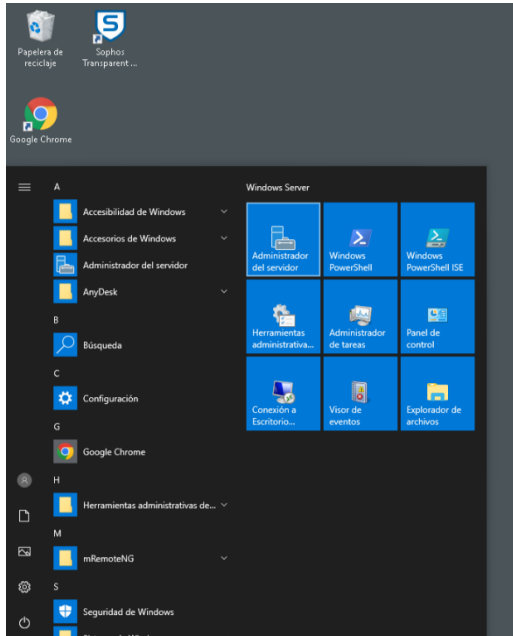 Papelera de
reciclaje
Sophos
Transparent ...
Google Chrome
A
Accesibilidad de Windows
Accesorios de Windows
Administrador del servidor
AnyDesk
B
Búsqueda
C
Configuración
G
Google Chrome
H
Herramientas administrativas de...
M
mRemoteNG
S
Seguridad de Windows
Windows Server
Administrador
del servidor
Windows
PowerShell
Windows
PowerShell ISE
Herramientas
administrativa...
Administrador
de tareas
Panel de
control
Conexión a
Escritorio...
Visor de
eventos
Explorador de
archivos